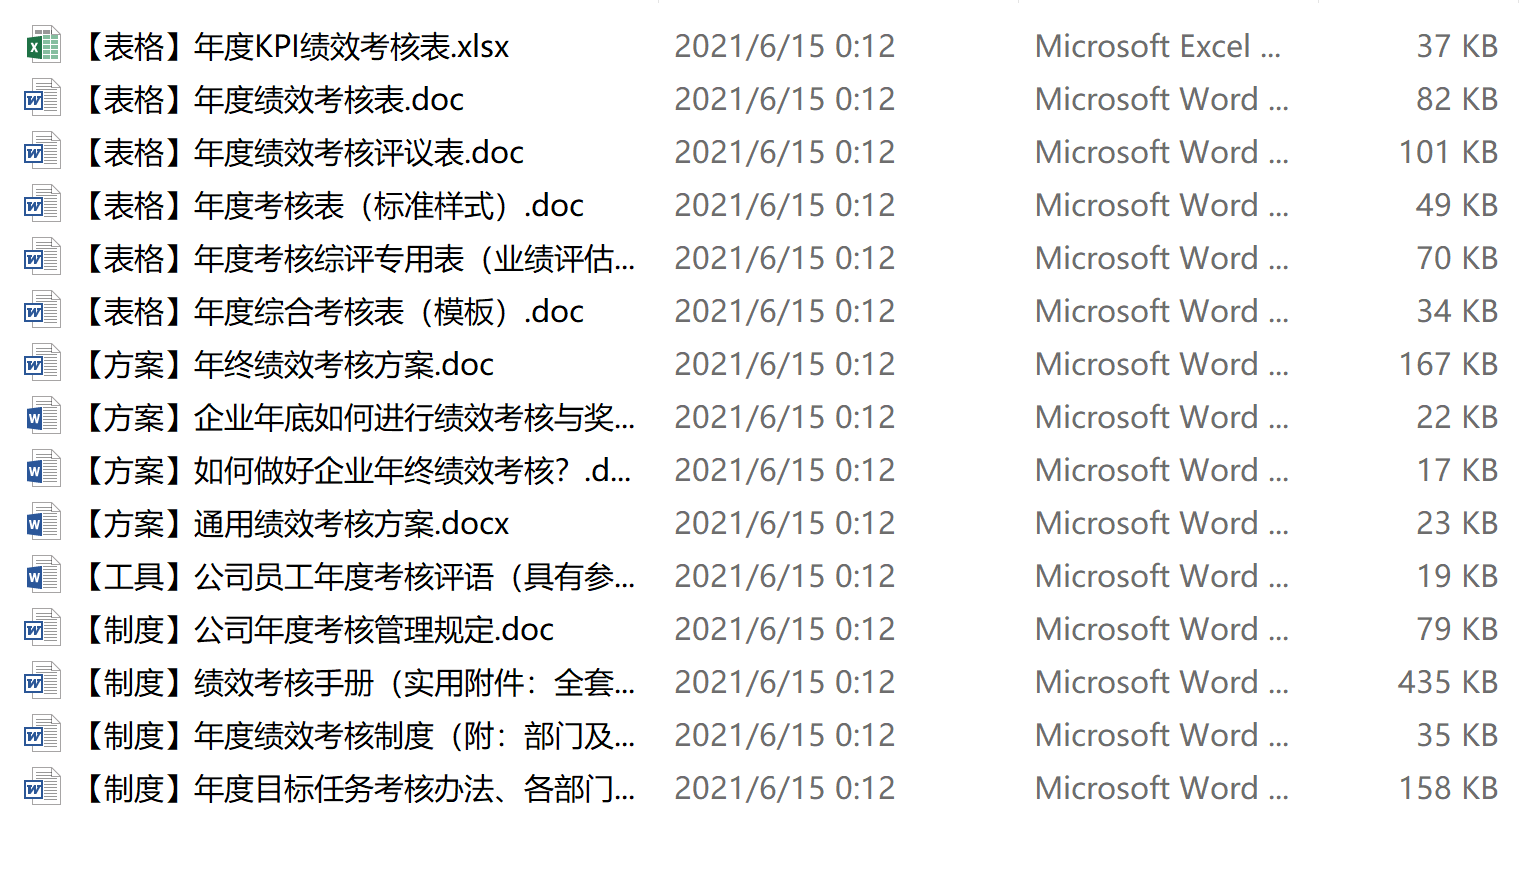 【表格】年度KPI绩效考核表.xlsx 2021/6/15 0:12 Microsoft Excel ... 37 KB
【表格】年度绩效考核表.doc 2021/6/15 0:12 Microsoft Word ... 82 KB
【表格】年度绩效考核评议表.doc 2021/6/15 0:12 Microsoft Word ... 101 KB
【表格】年度考核表（标准样式）.doc 2021/6/15 0:12 Microsoft Word ... 49 KB
【表格】年度考核综评专用表（业绩评估... 2021/6/15 0:12 Microsoft Word ... 70 KB
【表格】年度综合考核表（模板）.doc 2021/6/15 0:12 Microsoft Word ... 34 KB
【方案】年终绩效考核方案.doc 2021/6/15 0:12 Microsoft Word ... 167 KB
【方案】企业年底如何进行绩效考核与奖... 2021/6/15 0:12 Microsoft Word ... 22 KB
【方案】如何做好企业年终绩效考核？.d... 2021/6/15 0:12 Microsoft Word ... 17 KB
【方案】通用绩效考核方案.docx 2021/6/15 0:12 Microsoft Word ... 23 KB
【工具】公司员工年度考核评语（具有参... 2021/6/15 0:12 Microsoft Word ... 19 KB
【制度】公司年度考核管理规定.doc 2021/6/15 0:12 Microsoft Word ... 79 KB
【制度】绩效考核手册（实用附件：全套... 2021/6/15 0:12 Microsoft Word ... 435 KB
【制度】年度绩效考核制度（附：部门及... 2021/6/15 0:12 Microsoft Word ... 35 KB
【制度】年度目标任务考核办法、各部门... 2021/6/15 0:12 Microsoft Word ... 158 KB